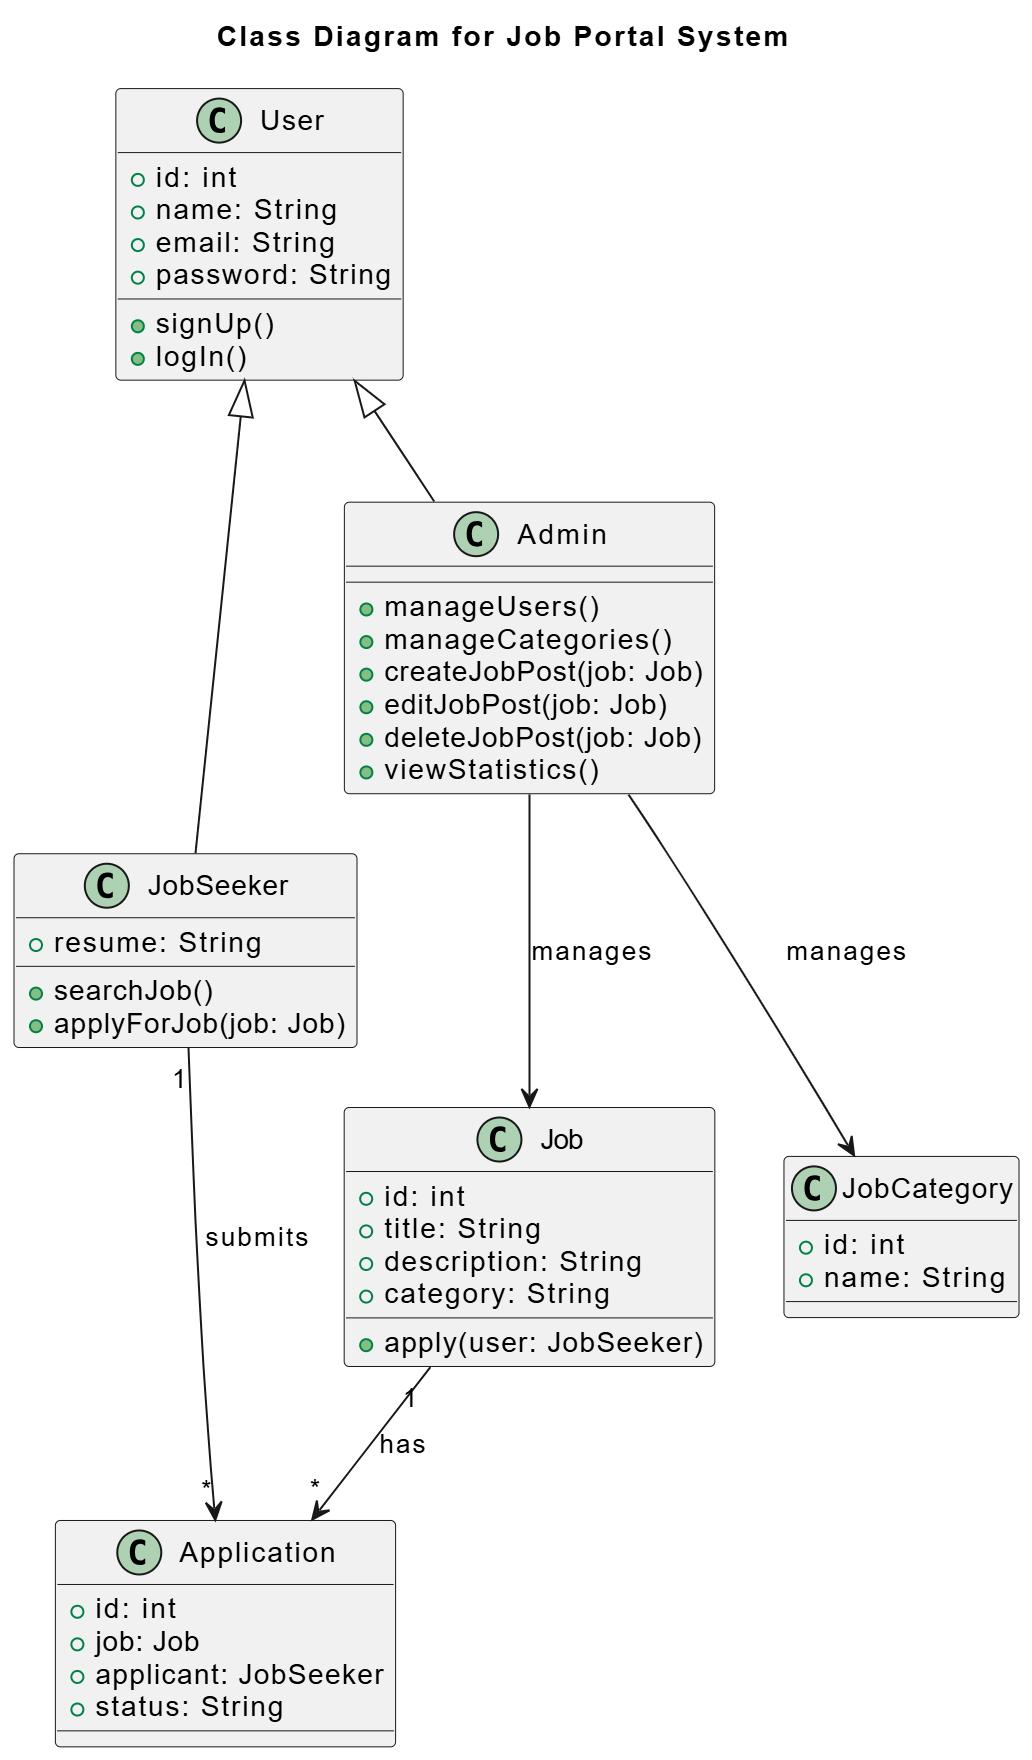 Class Diagram for Job Portal System
C User
id: int
name: String
email: String
password: String
signUp()
logIn()
C Admin
manageUsers()
manageCategories()
createJobPost(job: Job)
editJobPost(job: Job)
deleteJobPost(job: Job)
viewStatistics()
C JobSeeker
resume: String
searchJob()
applyForJob(job: Job)
manages
manages
1
submits
*
C Job
id: int
title: String
description: String
category: String
apply(user: JobSeeker)
C JobCategory
id: int
name: String
1
has
*
C Application
id: int
job: Job
applicant: JobSeeker
status: String